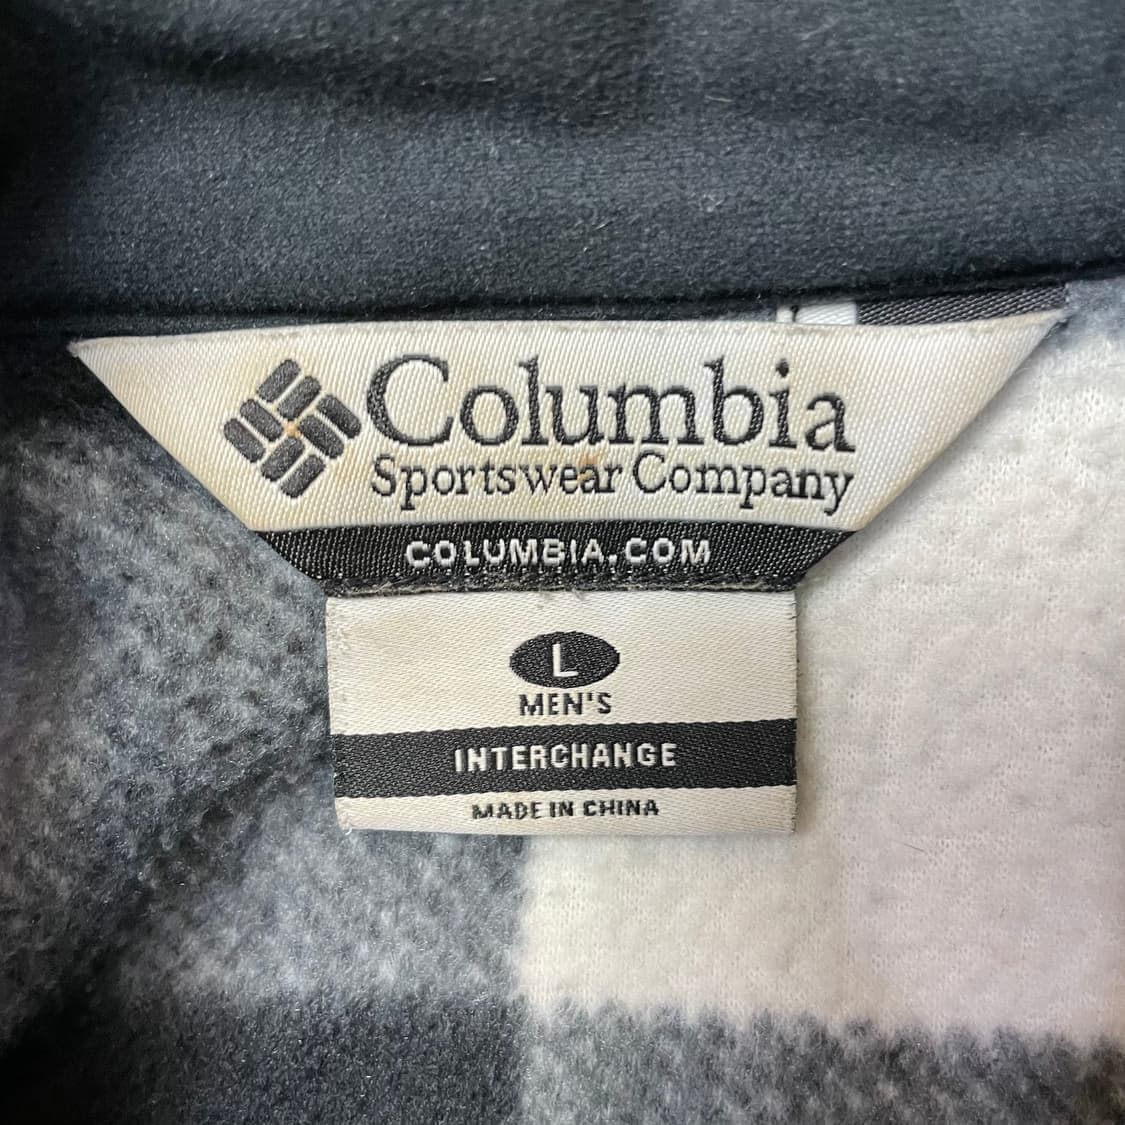 Columbia
Sportswear Company
COLUMBIA.COM
L
MEN'S
INTERCHANGE
MADE IN CHINA